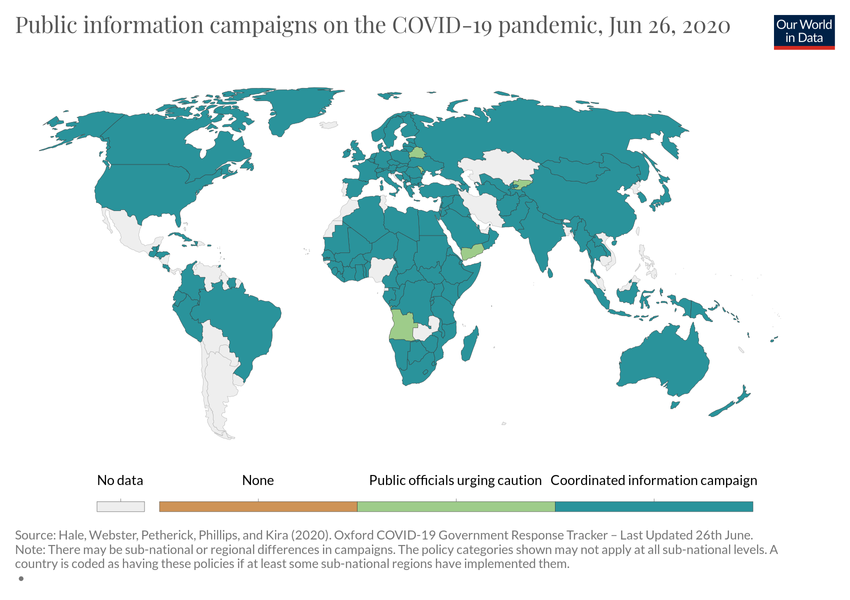 Public information campaigns on the COVID-19 pandemic, Jun 26, 2020
Our World
in Data
No data
None
Public officials urging caution
Coordinated information campaign
Source: Hale, Webster, Petherick, Phillips, and Kira (2020). Oxford COVID-19 Government Response Tracker – Last Updated 26th June.
Note: There may be sub-national or regional differences in campaigns. The policy categories shown may not apply at all sub-national levels. A
country is coded as having these policies if at least some sub-national regions have implemented them.